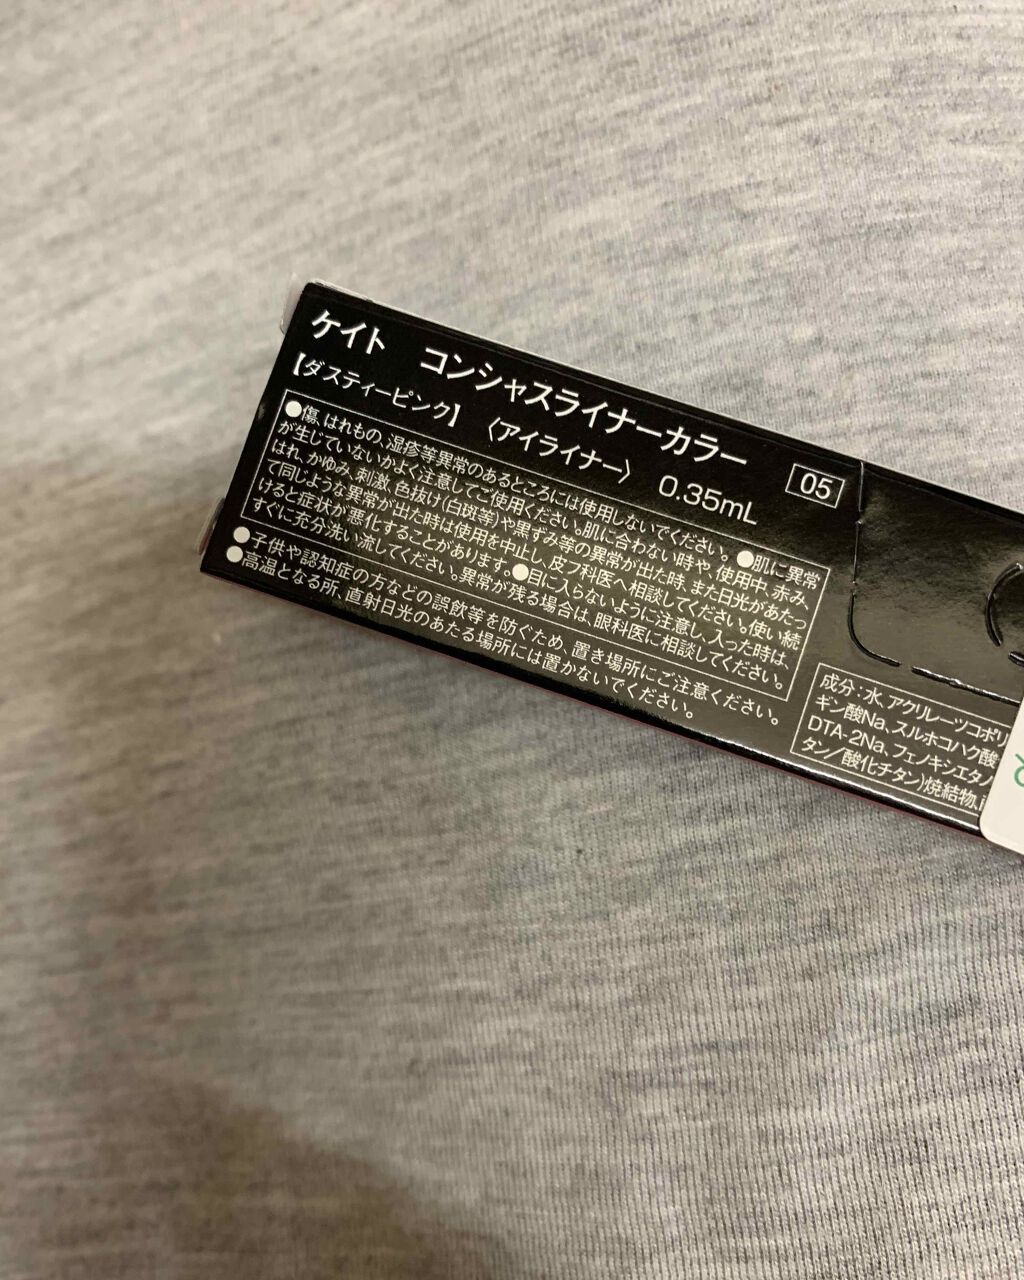 ケイト コンシャスライナーカラー 05
【ダスティーピンク】〈アイライナー〉 0.35mL
●傷、はれもの、湿疹等異常のあるところには使用しないでください。●肌に異常
が生じていないかよく注意してご使用ください。肌に合わない時や、使用中、赤み、
はれ、かゆみ、刺激、色抜け(白斑等)や黒ずみ等の異常が出た時、また日光があたっ
て同じような異常が出た時は使用を中止し、皮フ科医へ相談してください。使い続
けると症状が悪化することがあります。●目に入らないように注意し、入った時は、
すぐに充分洗い流してください。異常が残る場合は、眼科医に相談してください。
●子供や認知症の方などの誤飲等を防ぐため、置き場所にご注意ください。
●高温となる所、直射日光のあたる場所には置かないでください。
成分:水、アクリレーツコポリ
ギン酸Na、スルホコハク酸
DTA-2Na、フェノキシエタノ
タン/酸化チタン)焼結物、